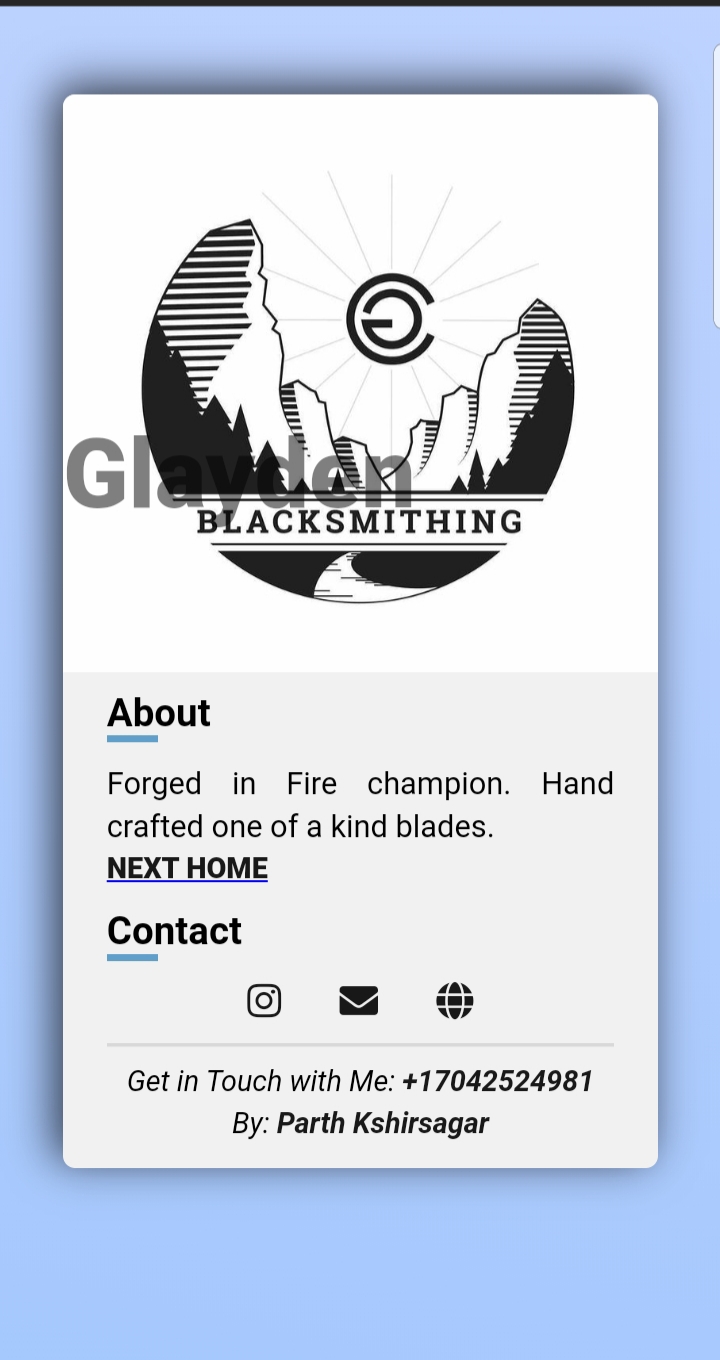 Glayden
BLACKSMITHING
About
Forged in Fire champion. Hand
crafted one of a kind blades.
NEXT HOME
Contact
Get in Touch with Me: +17042524981
By: Parth Kshirsagar